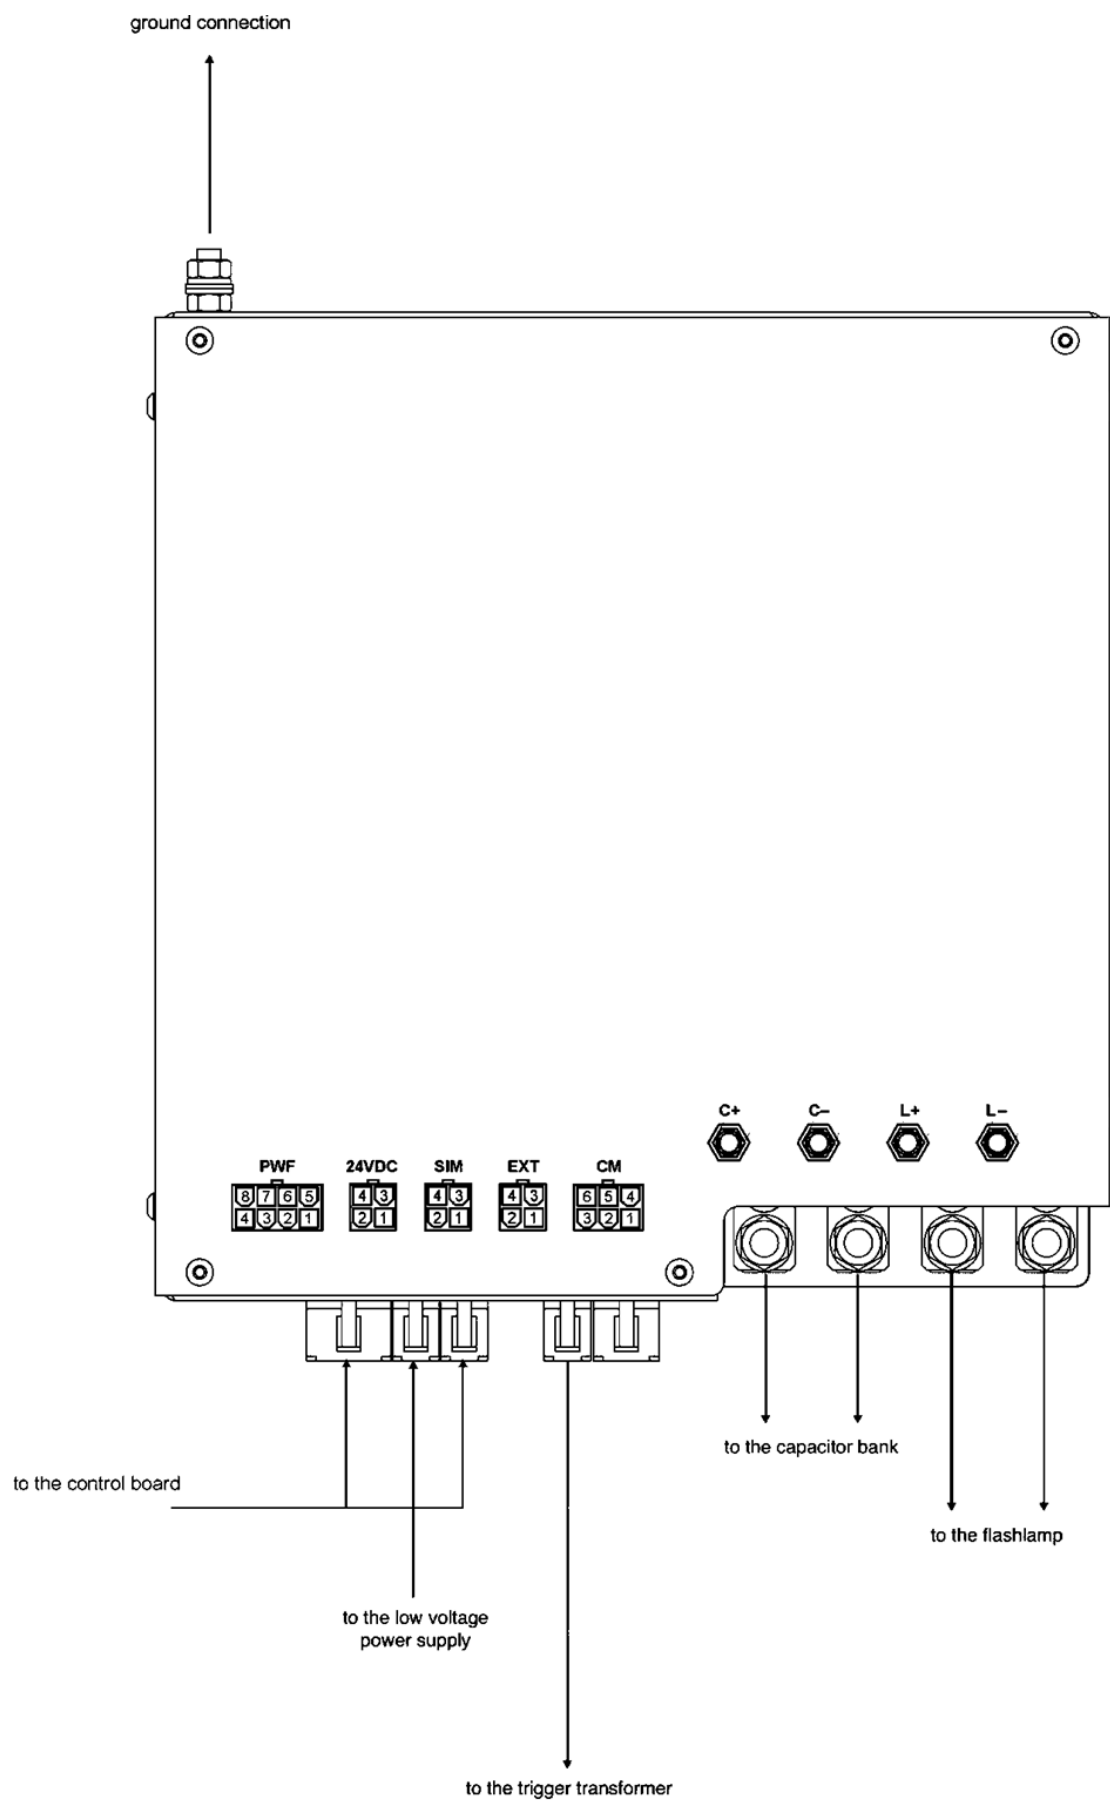 ground connection
C+ C− L+ L−
PWF 24VDC SIM EXT CM
8 7 6 5 4 3 4 3 4 3 6 5 4
4 3 2 1 2 1 2 1 2 1 3 2 1
to the capacitor bank
to the control board
to the flashlamp
to the low voltage
power supply
to the trigger transformer